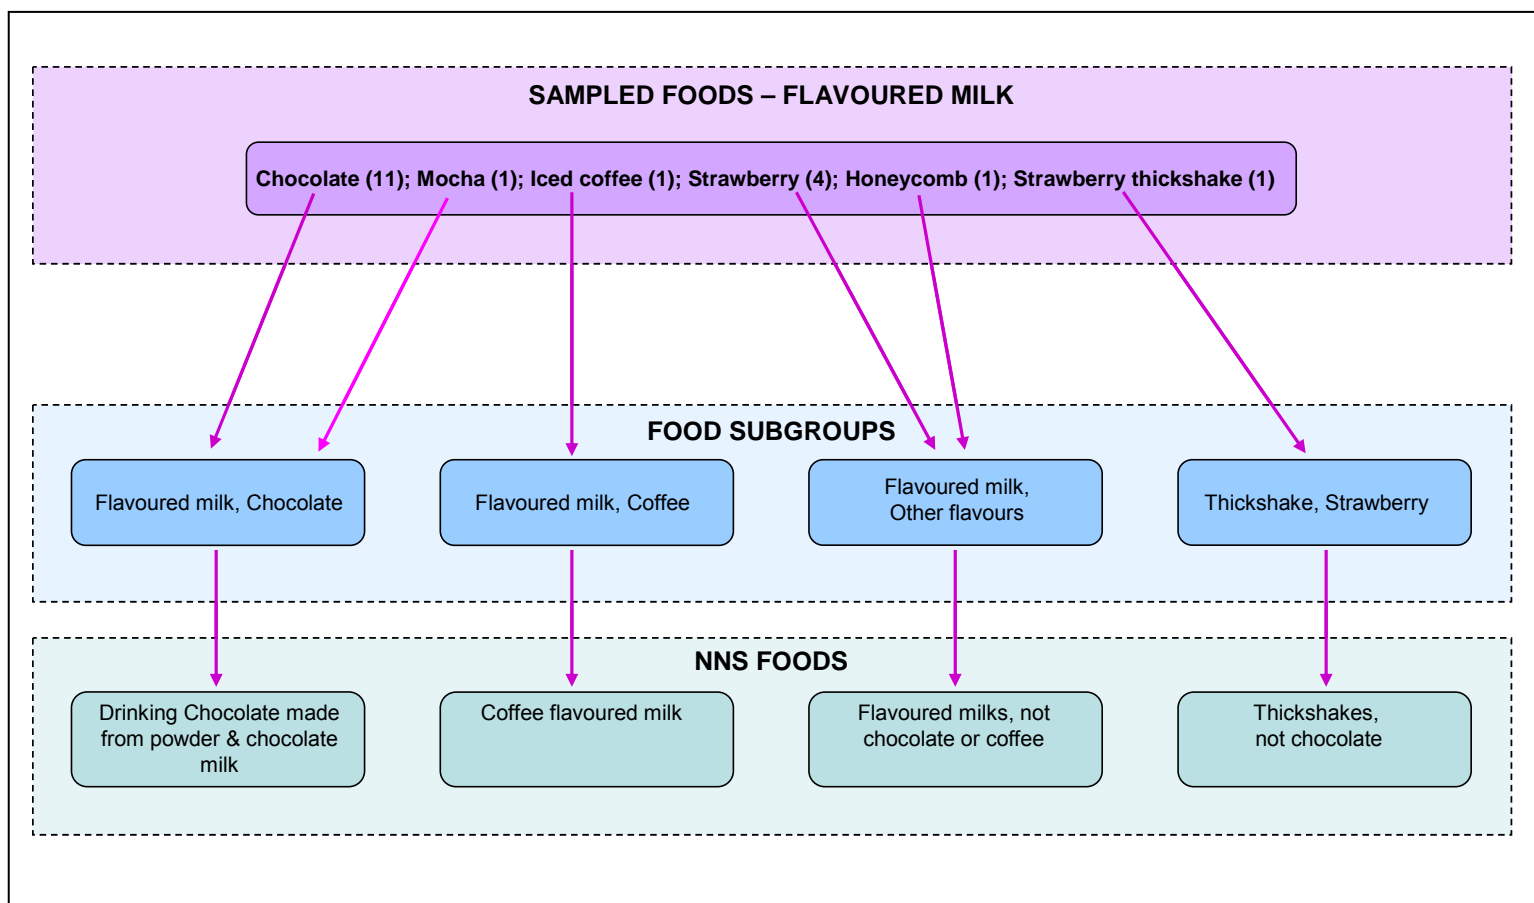 SAMPLED FOODS – FLAVOURED MILK
Chocolate (11); Mocha (1); Iced coffee (1); Strawberry (4); Honeycomb (1); Strawberry thickshake (1)
FOOD SUBGROUPS
Flavoured milk, Chocolate
Flavoured milk, Coffee
Flavoured milk,
Other flavours
Thickshake, Strawberry
NNS FOODS
Drinking Chocolate made
from powder & chocolate
milk
Coffee flavoured milk
Flavoured milks, not
chocolate or coffee
Thickshakes,
not chocolate